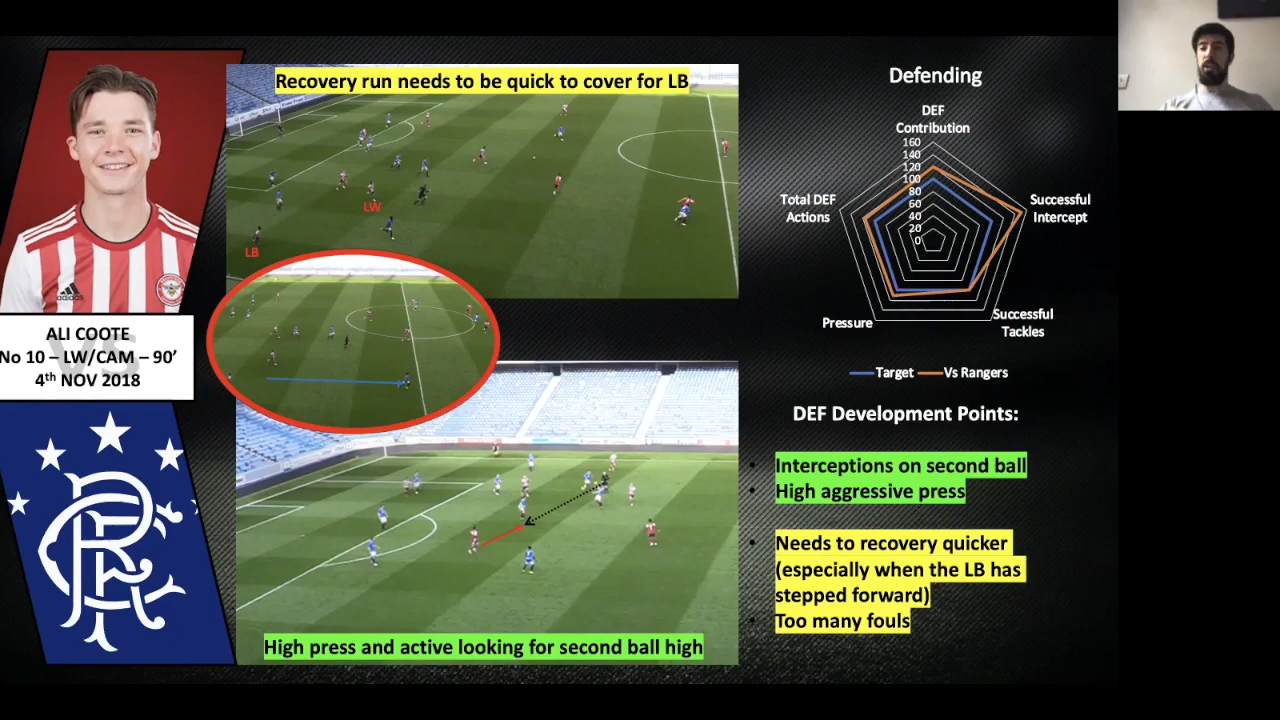 Recovery run needs to be quick to cover for LB
LW
LB
adidas
ALI COOTE
No 10 – LW/CAM – 90’
4th NOV 2018
High press and active looking for second ball high
Defending
DEF
Contribution
160
140
120
100
80
60
40
20
0
Total DEF
Actions
Successful
Intercept
Pressure
Successful
Tackles
Target
Vs Rangers
DEF Development Points:
Interceptions on second ball
High aggressive press
Needs to recovery quicker
(especially when the LB has
stepped forward)
Too many fouls